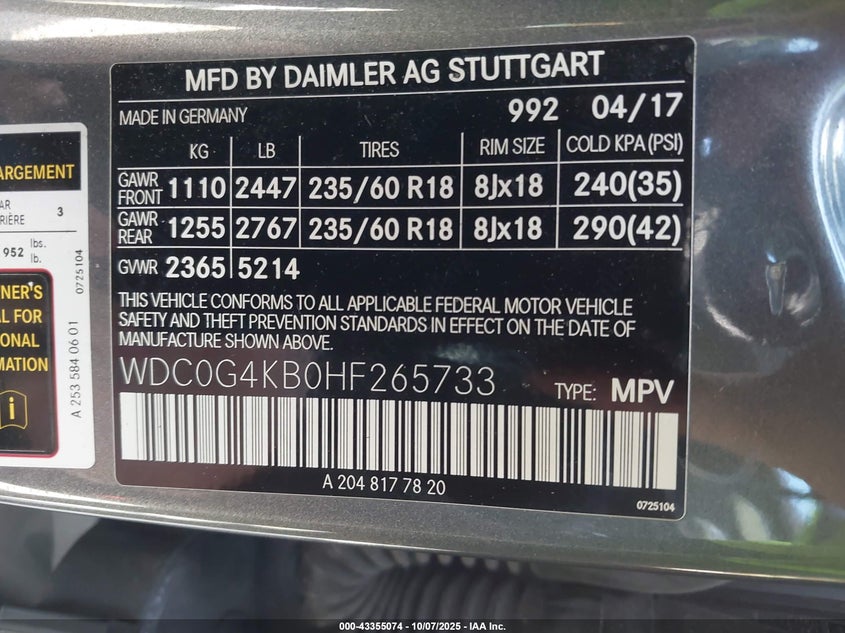 MFD BY DAIMLER AG STUTTGART
MADE IN GERMANY 992 04/17
KG LB TIRES RIM SIZE COLD KPA(PSI)
GAWR FRONT 1110 2447 235/60 R18 8Jx18 240(35)
GAWR REAR 1255 2767 235/60 R18 8Jx18 290(42)
GVWR 2365 5214
THIS VEHICLE CONFORMS TO ALL APPLICABLE FEDERAL MOTOR VEHICLE
SAFETY AND THEFT PREVENTION STANDARDS IN EFFECT ON THE DATE OF
MANUFACTURE SHOWN ABOVE.
WDC0G4KB0HF265733 TYPE: MPV
A 204 817 78 20
0725104
3
952 lbs.
lb.
0725104
FOR
A 253 584 06 01
000-43355074 - 10/07/2025 - IAA Inc.